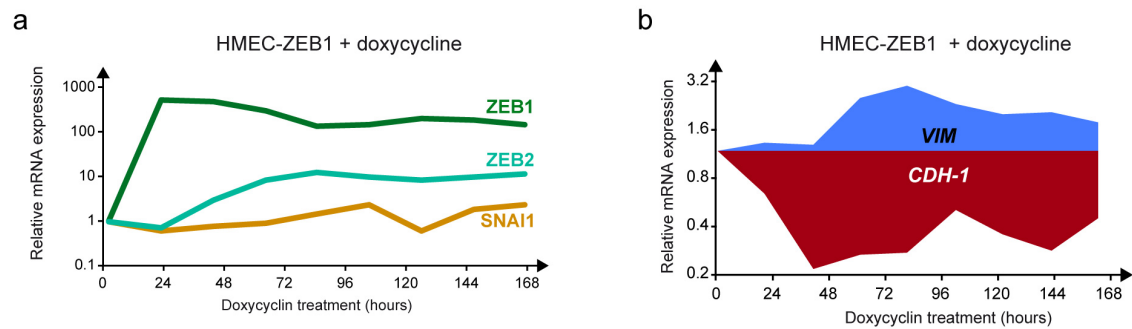 a
HMEC-ZEB1 + doxycycline
Relative mRNA expression
1000
100
10
1
0.1
ZEB1
ZEB2
SNAI1
0 24 48 72 96 120 144 168
Doxycyclin treatment (hours)
b
HMEC-ZEB1 + doxycycline
Relative mRNA expression
3.2
1.6
0.8
0.4
0.2
VIM
CDH-1
0 24 48 72 96 120 144 168
Doxycyclin treatment (hours)